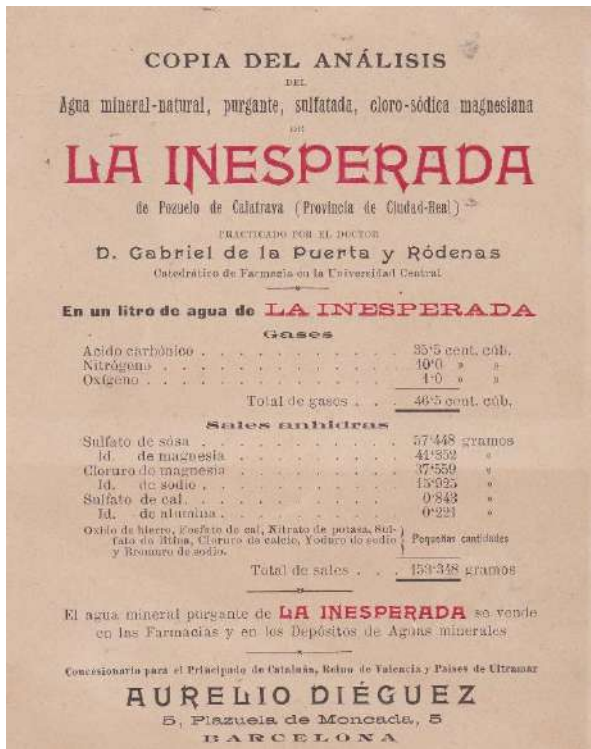 COPIA DEL ANÁLISIS
DEL
Agua mineral-natural, purgante, sulfatada, cloro-sódica magnesiana
DE
LA INESPERADA
de Pozuelo de Calatrava (Provincia de Ciudad-Real)
PRACTICADO POR EL DOCTOR
D. Gabriel de la Puerta y Ródenas
Catedrático de Farmacia en la Universidad Central
En un litro de agua de LA INESPERADA
Gases
Acido carbónico . . . . . . . . . . . . 35'5 cent. cúb.
Nitrógeno . . . . . . . . . . . . 10'0 » »
Oxígeno . . . . . . . . . . . . 1'0 » »
Total de gases . . . 46'5 cent. cúb.
Sales anhidras
Sulfato de sosa . . . . . . . . . . . . 57'448 gramos
Id. de magnesia . . . . . . . . . . 41'352 »
Cloruro de magnesia . . . . . . . . . . 37'559 »
Id. de sodio . . . . . . . . . . . 15'925 »
Sulfato de cal . . . . . . . . . . . . 0'843 »
Id. de alumina . . . . . . . . . . 0'221 »
Oxido de hierro, Fosfato de cal, Nitrato de potasa, Sul-
fato de litina, Cloruro de calcio, Yoduro de sodio
y Bromuro de sodio. Pequeñas cantidades
Total de sales . . . 153'348 gramos
El agua mineral purgante de LA INESPERADA se vende
en las Farmacias y en los Depósitos de Aguas minerales
Concesionario para el Principado de Cataluña, Reino de Valencia y Países de Ultramar
AURELIO DIÉGUEZ
5, Plazuela de Moncada, 5
BARCELONA